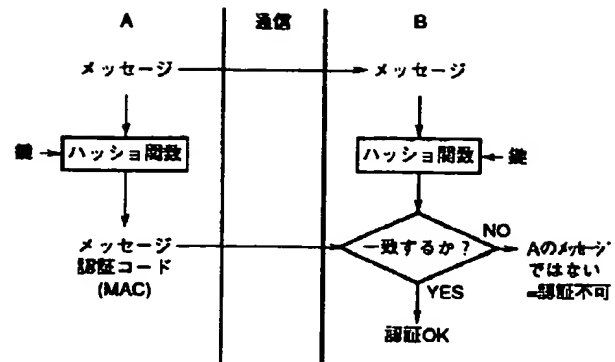 A
通信
B
メッセージ
メッセージ
鍵
ハッショ関数
ハッショ関数
鍵
メッセージ
認証コード
(MAC)
一致するか？
NO
Aのメッセージ
ではない
=認証不可
YES
認証OK